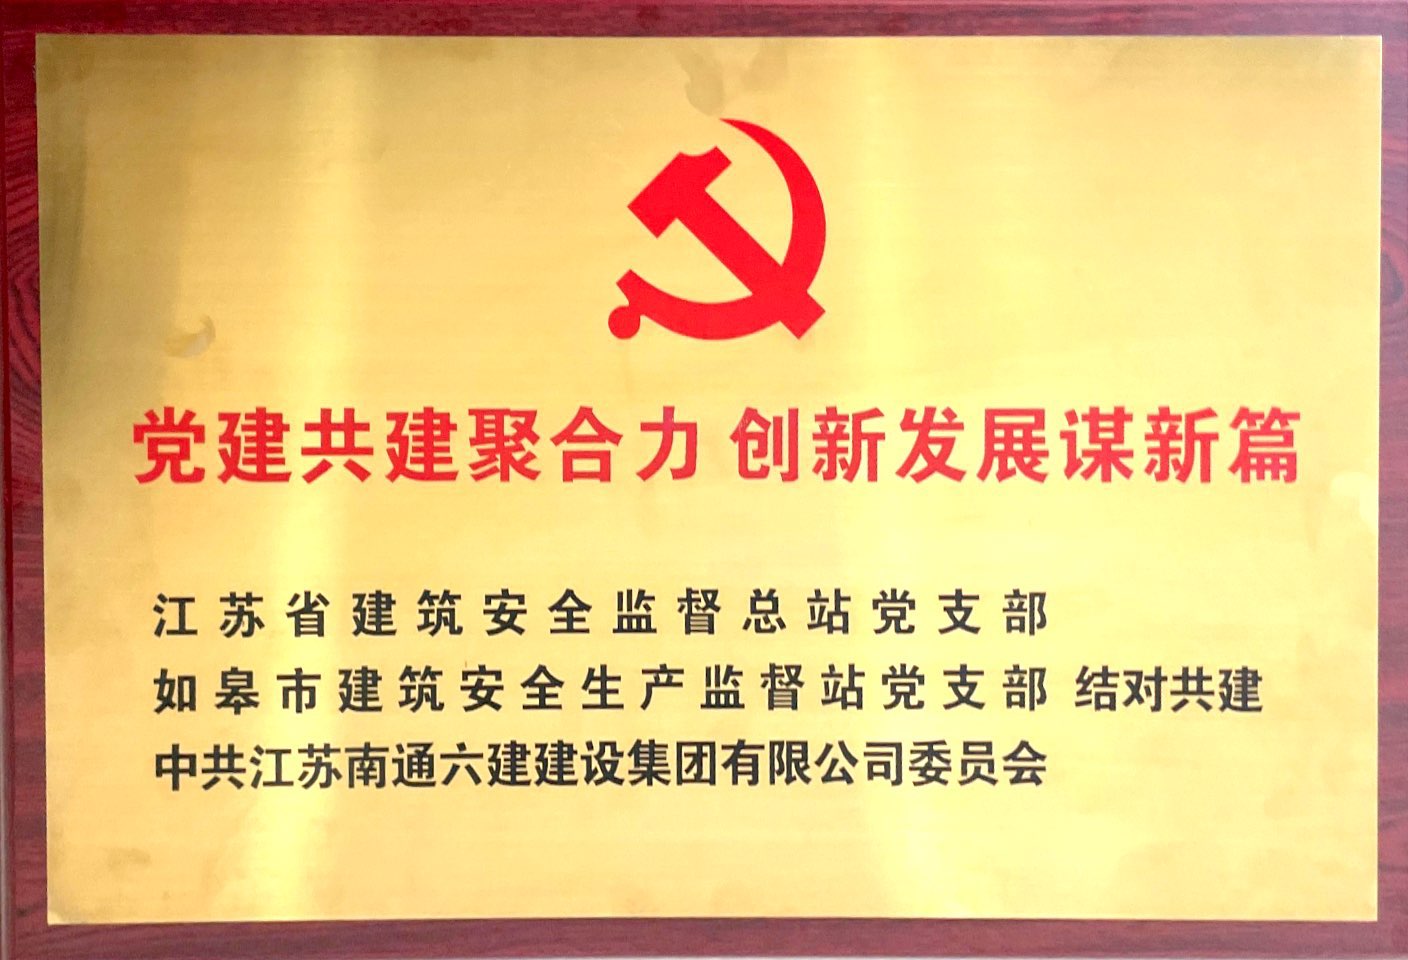 党建共建聚合力 创新发展谋新篇
江苏省建筑安全监督总站党支部
如皋市建筑安全生产监督站党支部 结对共建
中共江苏南通六建建设集团有限公司委员会